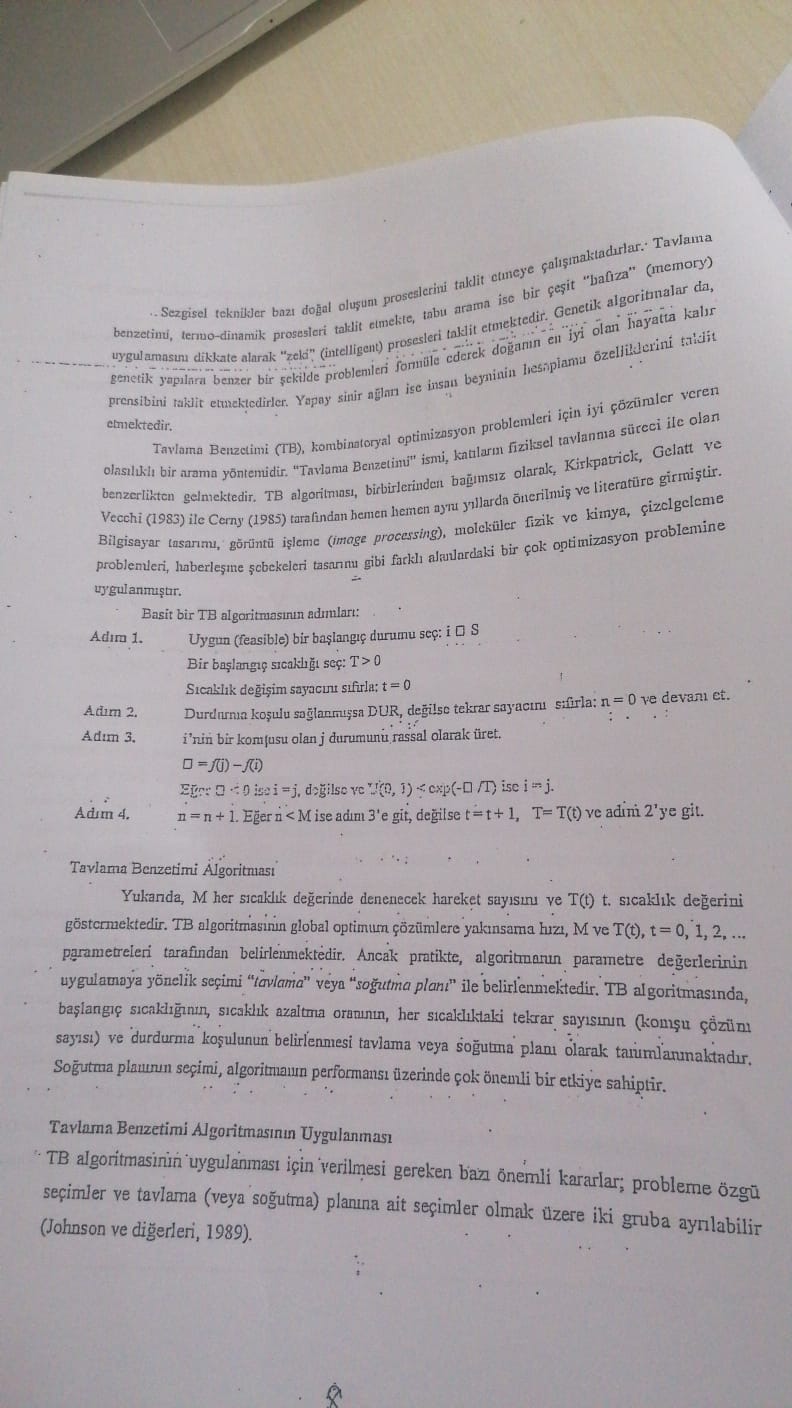 Sezgisel teknikler bazı doğal oluşum proseslerini taklit etmeye çalışmaktadırlar. Tavlama
benzetimi, termo-dinamik prosesleri taklit etmekte, tabu arama ise bir çeşit "hafıza" (memory)
uygulamasını dikkate alarak "zeki" (intelligent) prosesleri taklit etmektedir. Genetik algoritmalar da,
genetik yapılara benzer bir şekilde problemleri formüle ederek doğanın en iyi olan hayatta kalır
prensibini taklit etmektedirler. Yapay sinir ağları ise insan beyninin hesaplama özelliklerini taklit
etmektedir.
Tavlama Benzetimi (TB), kombinatoryal optimizasyon problemleri için iyi çözümler veren
olasılıklı bir arama yöntemidir. "Tavlama Benzetimi" ismi, katıların fiziksel tavlanma süreci ile olan
benzerlikten gelmektedir. TB algoritması, birbirlerinden bağımsız olarak, Kirkpatrick, Gelatt ve
Vecchi (1983) ile Cerny (1985) tarafından hemen hemen aynı yıllarda önerilmiş ve literatüre girmiştir.
Bilgisayar tasarımı, görüntü işleme (image processing), moleküler fizik ve kimya, çizelgeleme
problemleri, haberleşme şebekeleri tasarımı gibi farklı alanlardaki bir çok optimizasyon problemine
uygulanmıştır.
Basit bir TB algoritmasının adımları:
Adım 1. Uygun (feasible) bir başlangıç durumu seç: i □ S
Bir başlangıç sıcaklığı seç: T > 0
Sıcaklık değişim sayacını sıfırla: t = 0
Adım 2. Durdurma koşulu sağlanmışsa DUR, değilse tekrar sayacını sıfırla: n = 0 ve devam et.
Adım 3. i'nin bir komşusu olan j durumunu rassal olarak üret.
□ = f(j) – f(i)
Eğer □ < 0 ise i = j, değilse ve U(0, 1) < exp(-□ /T) ise i = j.
Adım 4. n = n + 1. Eğer n < M ise adım 3'e git, değilse t = t + 1, T= T(t) ve adım 2'ye git.
Tavlama Benzetimi Algoritması
Yukarıda, M her sıcaklık değerinde denenecek hareket sayısını ve T(t) t. sıcaklık değerini
göstermektedir. TB algoritmasının global optimum çözümlere yakınsama hızı, M ve T(t), t = 0, 1, 2, ...
parametreleri tarafından belirlenmektedir. Ancak pratikte, algoritmanın parametre değerlerinin
uygulamaya yönelik seçimi "tavlama" veya "soğutma planı" ile belirlenmektedir. TB algoritmasında,
başlangıç sıcaklığının, sıcaklık azaltma oranının, her sıcaklıktaki tekrar sayısının (komşu çözüm
sayısı) ve durdurma koşulunun belirlenmesi tavlama veya soğutma planı olarak tanımlanmaktadır.
Soğutma planının seçimi, algoritmanın performansı üzerinde çok önemli bir etkiye sahiptir.
Tavlama Benzetimi Algoritmasının Uygulanması
TB algoritmasının uygulanması için verilmesi gereken bazı önemli kararlar; probleme özgü
seçimler ve tavlama (veya soğutma) planına ait seçimler olmak üzere iki gruba ayrılabilir
(Johnson ve diğerleri, 1989).